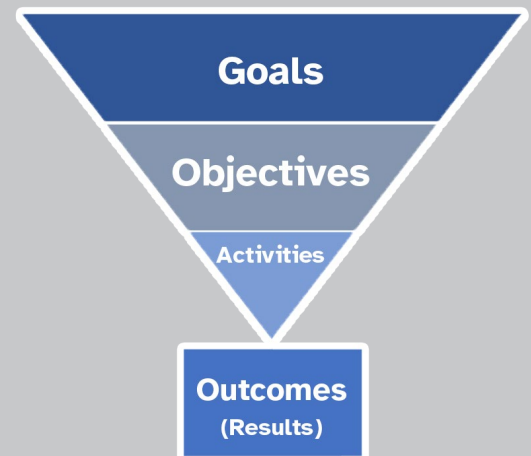 Goals
Objectives
Activities
Outcomes
(Results)